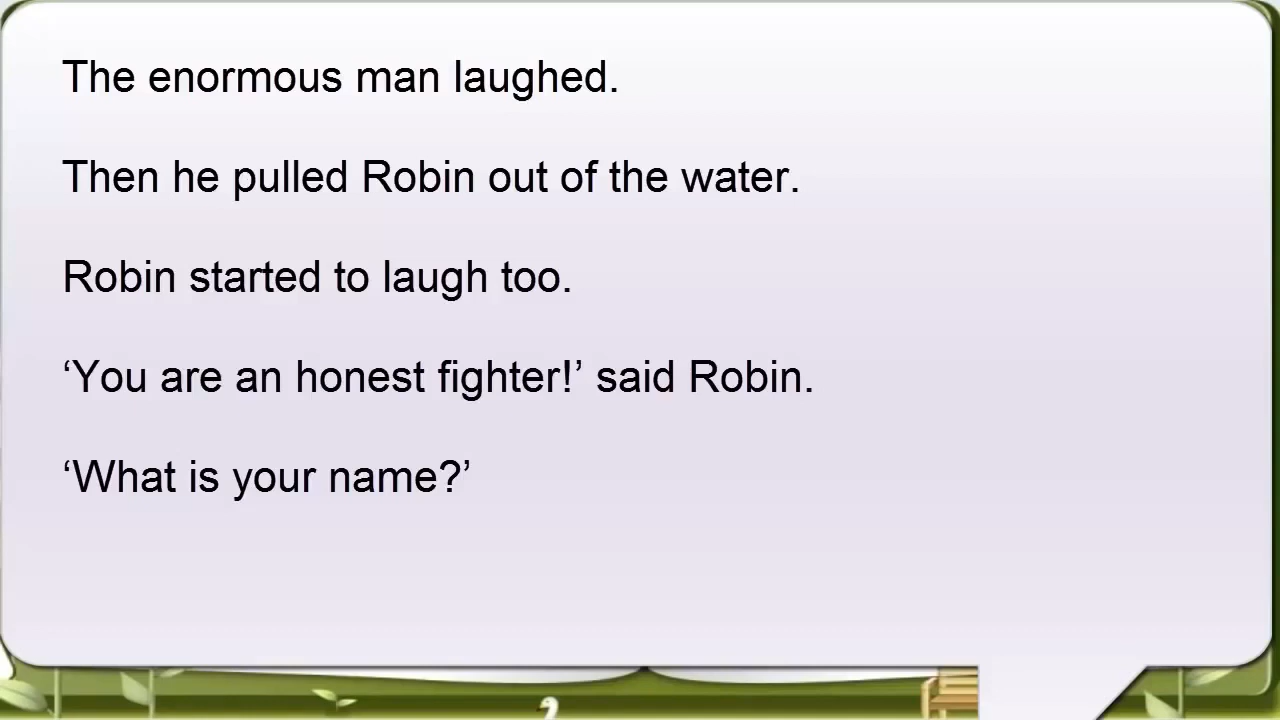 The enormous man laughed.
Then he pulled Robin out of the water.
Robin started to laugh too.
‘You are an honest fighter!’ said Robin.
‘What is your name?’